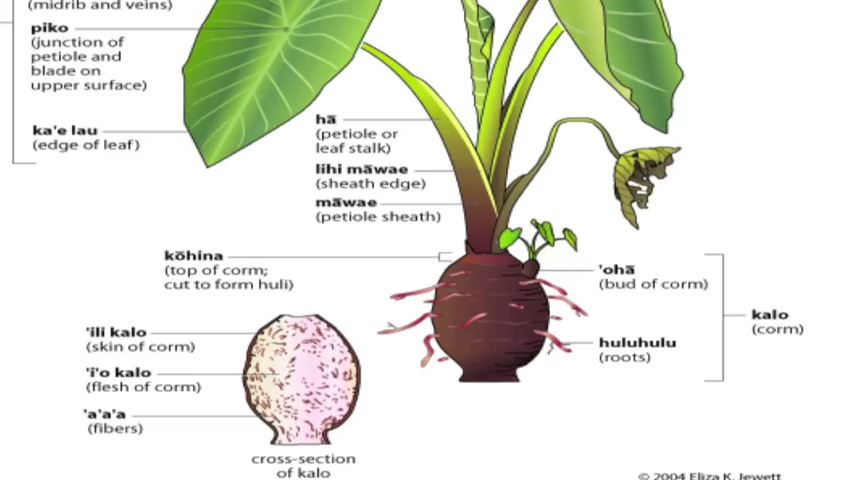 (midrib and veins)
piko
(junction of
petiole and
blade on
upper surface)
ka'e lau
(edge of leaf)
hā
(petiole or
leaf stalk)
lihi māwae
(sheath edge)
māwae
(petiole sheath)
kōhina
(top of corm;
cut to form huli)
'ohā
(bud of corm)
kalo
(corm)
huluhulu
(roots)
'ili kalo
(skin of corm)
'i'o kalo
(flesh of corm)
'a'a'a
(fibers)
cross-section
of kalo
© 2004 Eliza K. Jewett